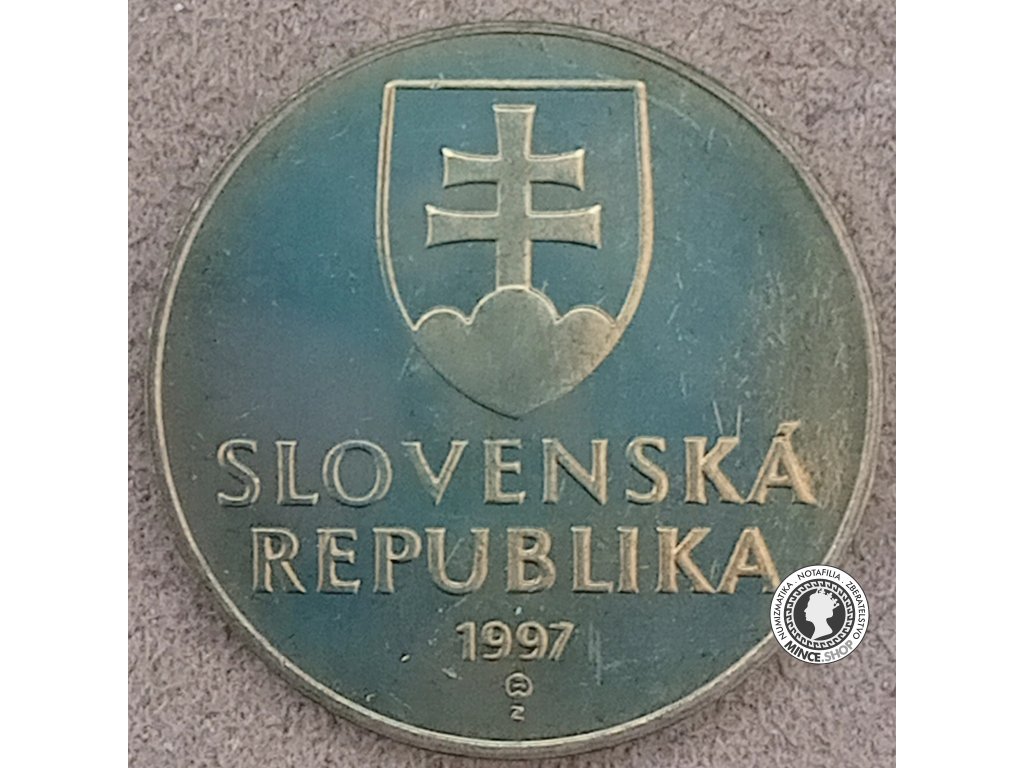 SLOVENSKÁ
REPUBLIKA
1997
Z
NUMIZMATIKA . NOTAFILIA . ZBERATEĽSTVO
MINCE.SHOP